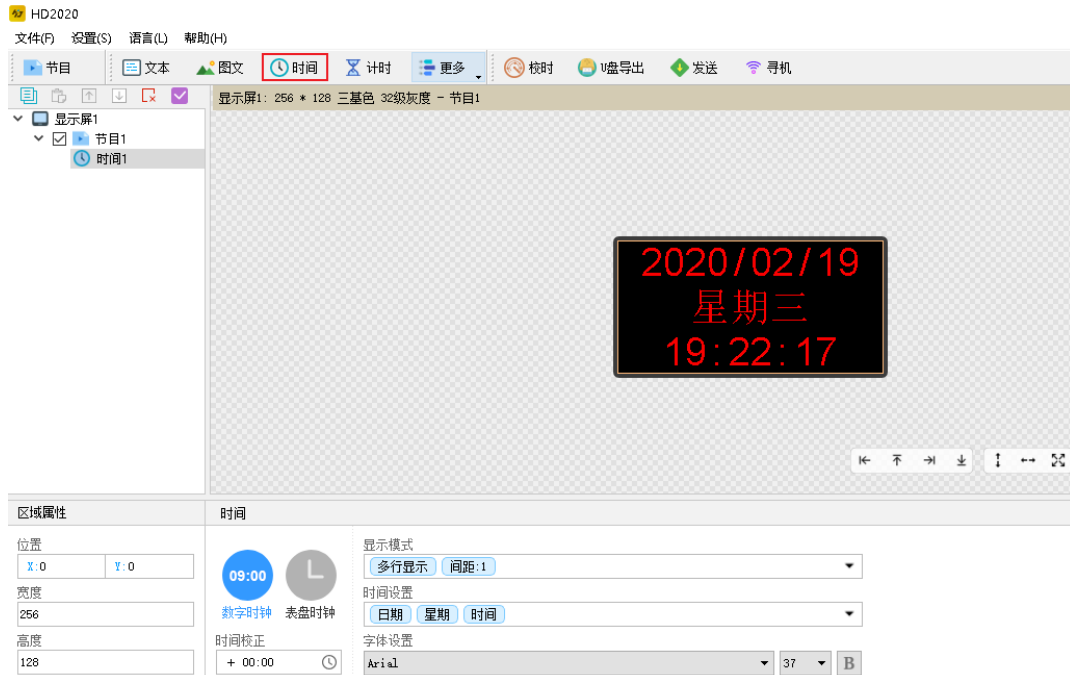 HD2020
文件(F) 设置(S) 语言(L) 帮助(H)
节目 文本 图文 时间 计时 更多 校时 U盘导出 发送 寻机
显示屏1: 256 * 128 三基色 32级灰度 - 节目1
显示屏1
节目1
时间1
2020/02/19
星期三
19:22:17
区域属性 时间
位置
X:0 Y:0
宽度
256
高度
128
09:00
数字时钟 表盘时钟
时间校正
+ 00:00
显示模式
多行显示 间距:1
时间设置
日期 星期 时间
字体设置
Arial 37 B